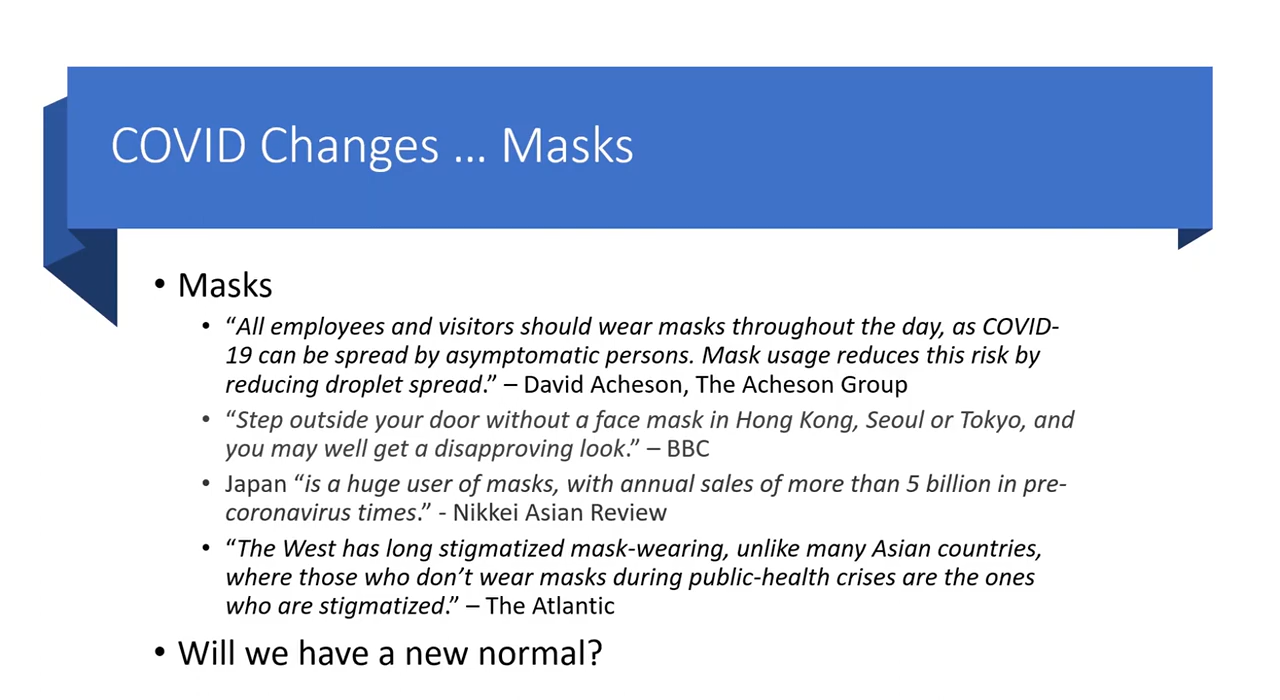 COVID Changes ... Masks
• Masks
• “All employees and visitors should wear masks throughout the day, as COVID-
19 can be spread by asymptomatic persons. Mask usage reduces this risk by
reducing droplet spread.” – David Acheson, The Acheson Group
• “Step outside your door without a face mask in Hong Kong, Seoul or Tokyo, and
you may well get a disapproving look.” – BBC
• Japan “is a huge user of masks, with annual sales of more than 5 billion in pre-
coronavirus times.” - Nikkei Asian Review
• “The West has long stigmatized mask-wearing, unlike many Asian countries,
where those who don’t wear masks during public-health crises are the ones
who are stigmatized.” – The Atlantic
• Will we have a new normal?